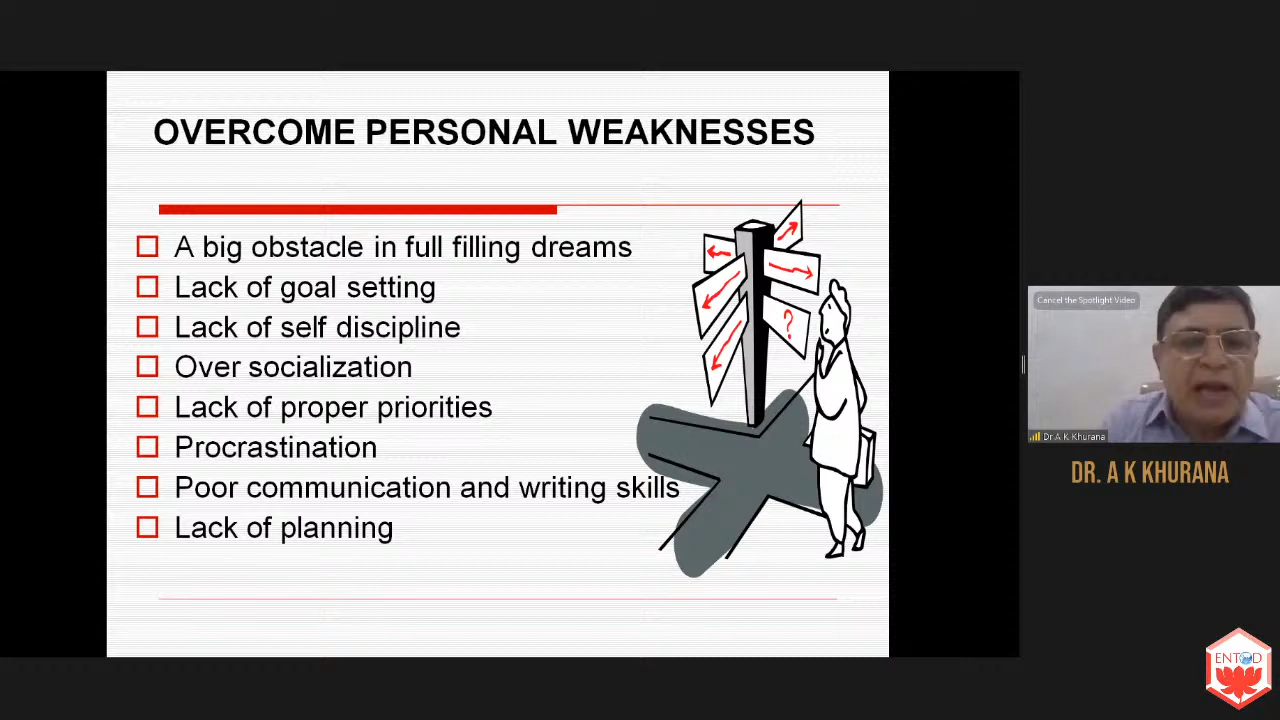 OVERCOME PERSONAL WEAKNESSES
A big obstacle in full filling dreams
Lack of goal setting
Lack of self discipline
Over socialization
Lack of proper priorities
Procrastination
Poor communication and writing skills
Lack of planning
?
Cancel the Spotlight Video
Dr A K Khurana
DR. A K KHURANA
ENTOD